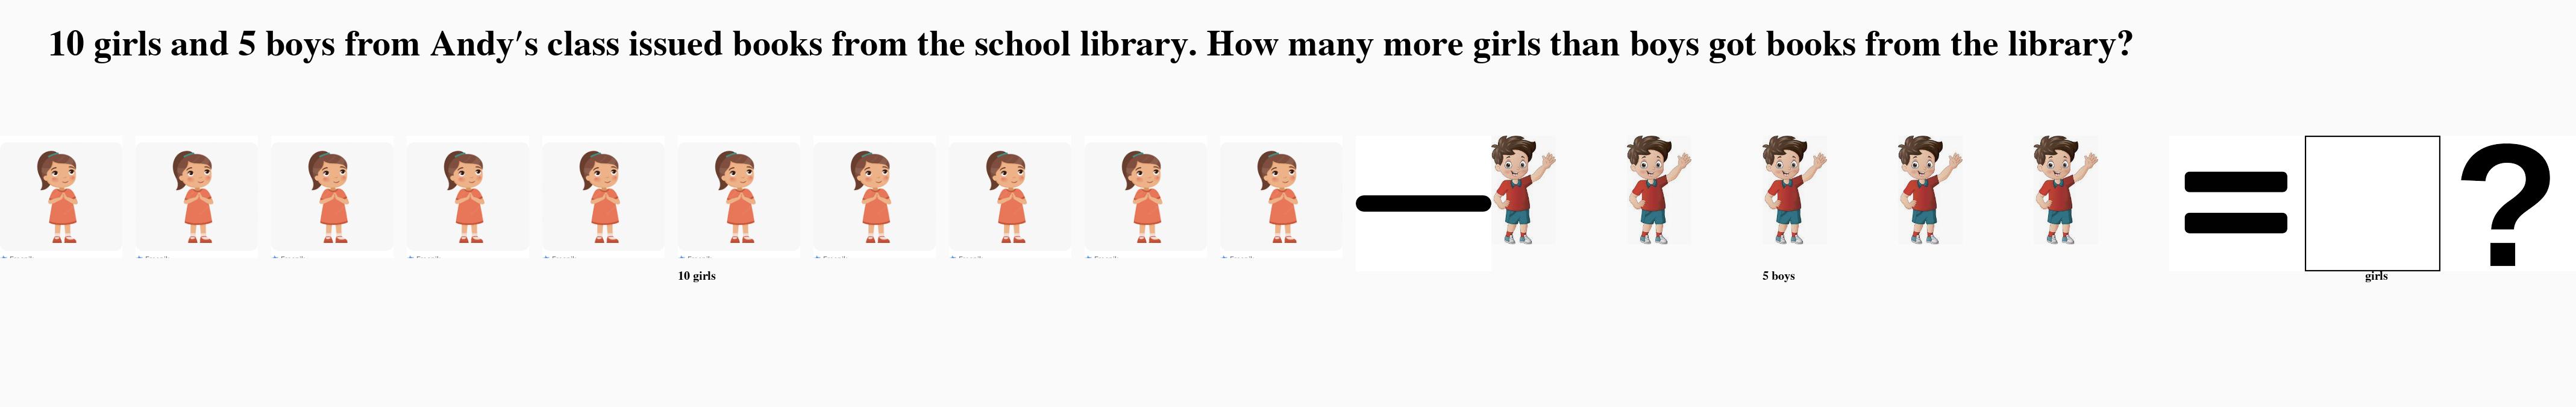 10 girls and 5 boys from Andy's class issued books from the school library. How many more girls than boys got books from the library?
− = ?
10 girls
5 boys
girls